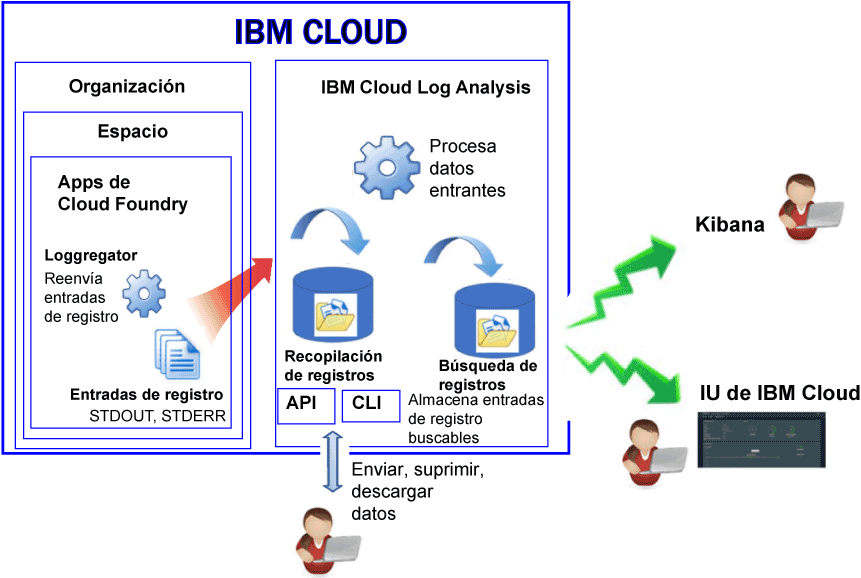 IBM CLOUD
Organización
Espacio
Apps de
Cloud Foundry
Loggregator
Reenvía
entradas
de registro
Entradas de registro
STDOUT, STDERR
IBM Cloud Log Analysis
Procesa
datos
entrantes
Recopilación
de registros
API
CLI
Búsqueda de
registros
Almacena entradas
de registro
buscables
Enviar, suprimir,
descargar
datos
Kibana
IU de IBM Cloud